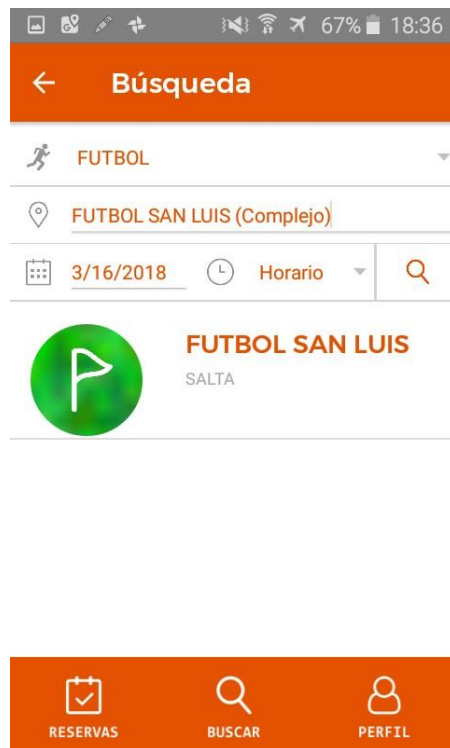 67% 18:36
Búsqueda
FUTBOL
FUTBOL SAN LUIS (Complejo)
3/16/2018 Horario
FUTBOL SAN LUIS
SALTA
RESERVAS BUSCAR PERFIL